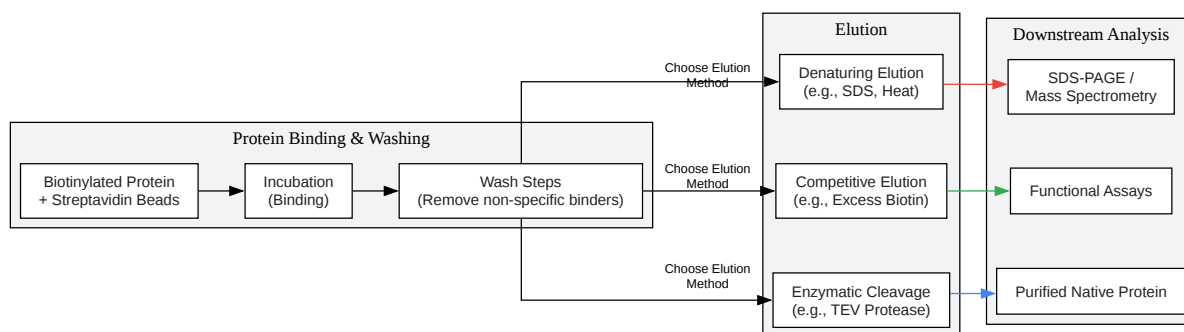 Protein Binding & Washing
Biotinylated Protein
+ Streptavidin Beads
Incubation
(Binding)
Wash Steps
(Remove non-specific binders)
Choose Elution
Method
Choose Elution
Method
Choose Elution
Method
Elution
Denaturing Elution
(e.g., SDS, Heat)
Competitive Elution
(e.g., Excess Biotin)
Enzymatic Cleavage
(e.g., TEV Protease)
Downstream Analysis
SDS-PAGE /
Mass Spectrometry
Functional Assays
Purified Native Protein